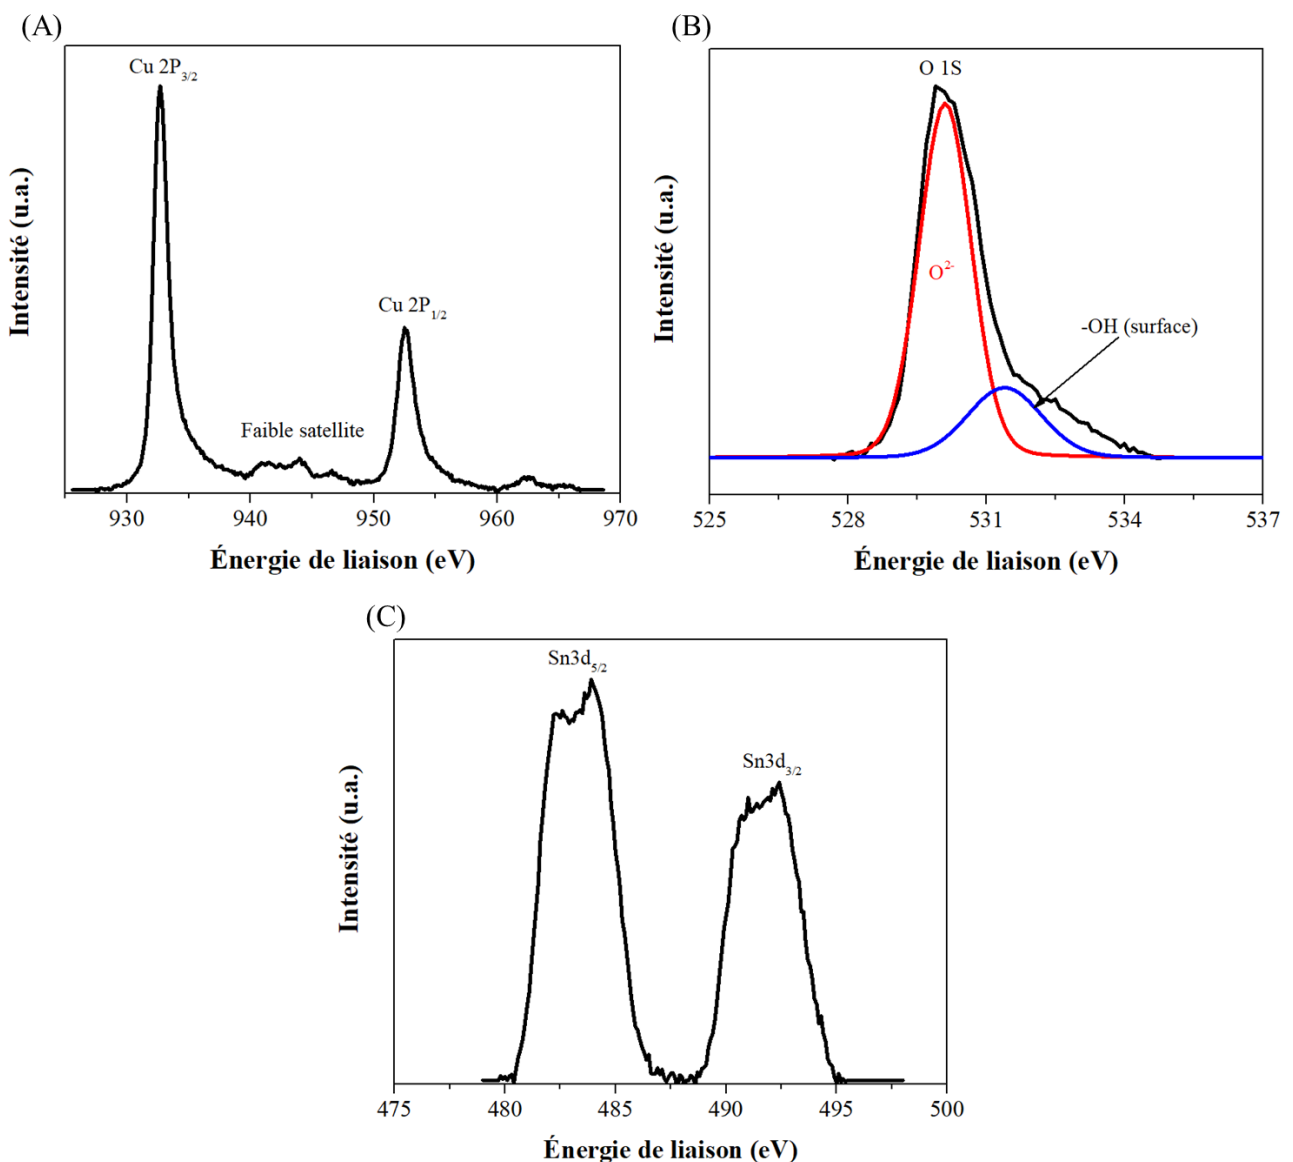 (A)
Cu 2P3/2
Cu 2P1/2
Faible satellite
Intensité (u.a.)
930 940 950 960 970
Énergie de liaison (eV)
(B)
O 1S
O2-
-OH (surface)
Intensité (u.a.)
525 528 531 534 537
Énergie de liaison (eV)
(C)
Sn3d5/2
Sn3d3/2
Intensité (u.a.)
475 480 485 490 495 500
Énergie de liaison (eV)